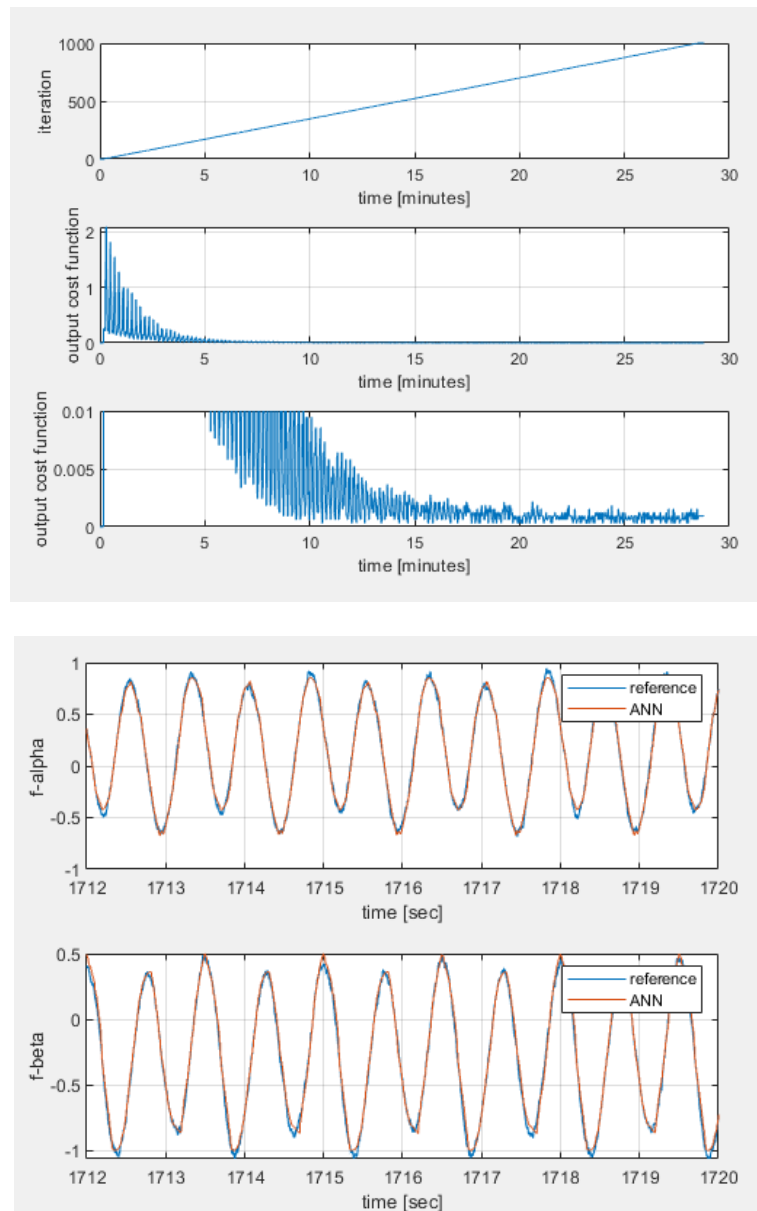 1000
500
0
iteration
0 5 10 15 20 25 30
time [minutes]
2
1
0
output cost function
0 5 10 15 20 25 30
time [minutes]
0.01
0.005
0
output cost function
0 5 10 15 20 25 30
time [minutes]
1
0.5
0
-0.5
-1
f-alpha
reference
ANN
1712 1713 1714 1715 1716 1717 1718 1719 1720
time [sec]
0.5
0
-0.5
-1
f-beta
reference
ANN
1712 1713 1714 1715 1716 1717 1718 1719 1720
time [sec]